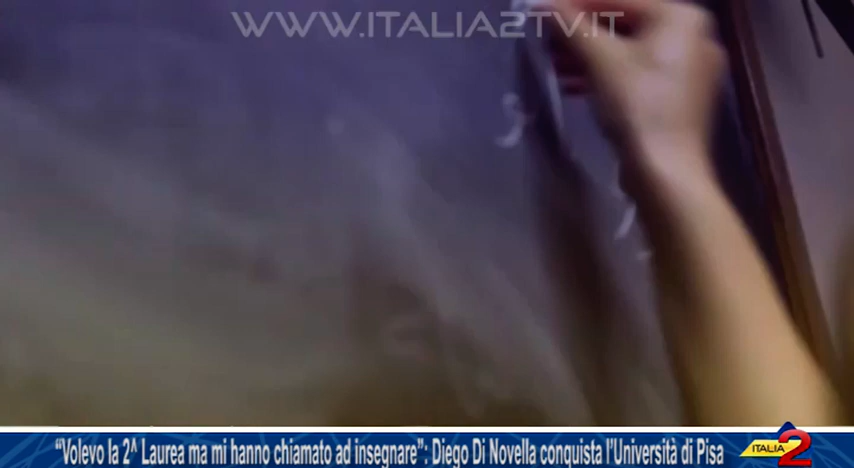 WWW.ITALIA2TV.IT
“Volevo la 2^ Laurea ma mi hanno chiamato ad insegnare”: Diego Di Novella conquista l’Università di Pisa
ITALIA 2